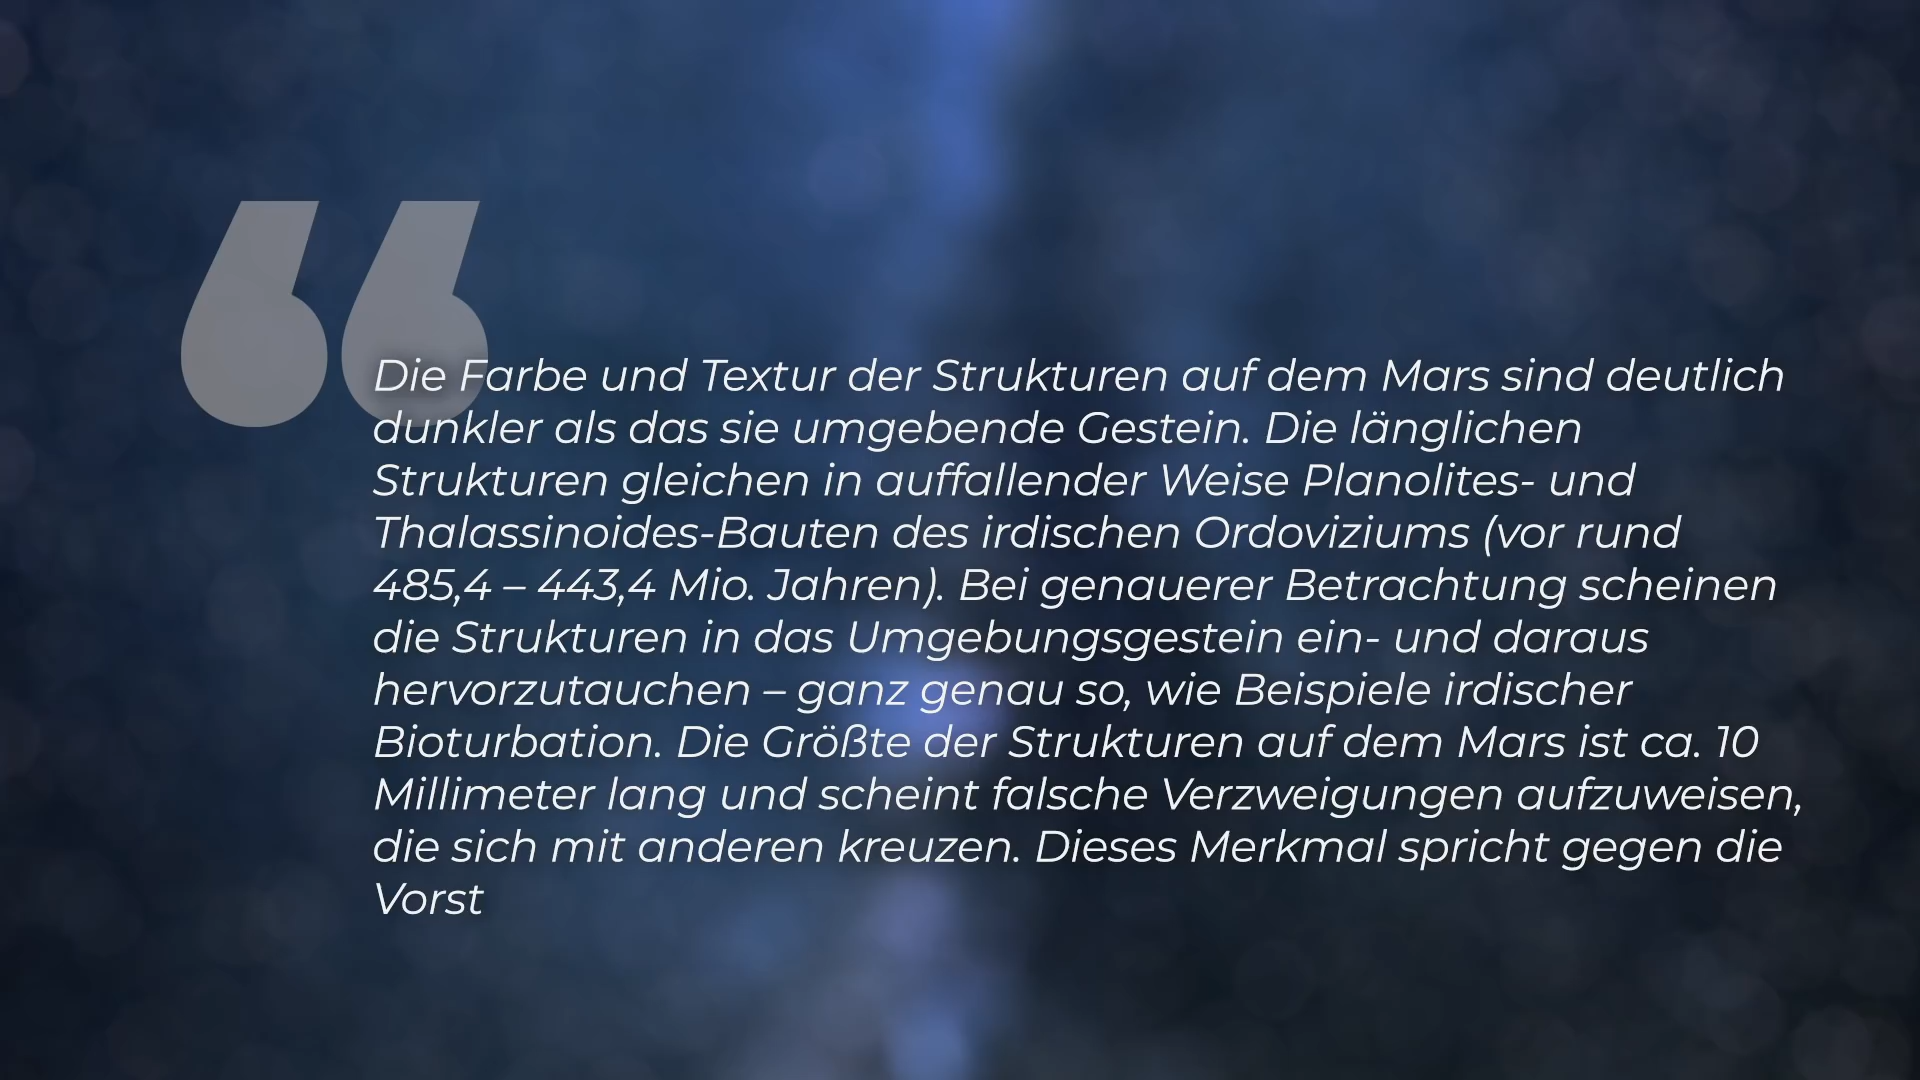 Die Farbe und Textur der Strukturen auf dem Mars sind deutlich
dunkler als das sie umgebende Gestein. Die länglichen
Strukturen gleichen in auffallender Weise Planolites- und
Thalassinoides-Bauten des irdischen Ordoviziums (vor rund
485,4 – 443,4 Mio. Jahren). Bei genauerer Betrachtung scheinen
die Strukturen in das Umgebungsgestein ein- und daraus
hervorzutauchen – ganz genau so, wie Beispiele irdischer
Bioturbation. Die Größte der Strukturen auf dem Mars ist ca. 10
Millimeter lang und scheint falsche Verzweigungen aufzuweisen,
die sich mit anderen kreuzen. Dieses Merkmal spricht gegen die
Vorst